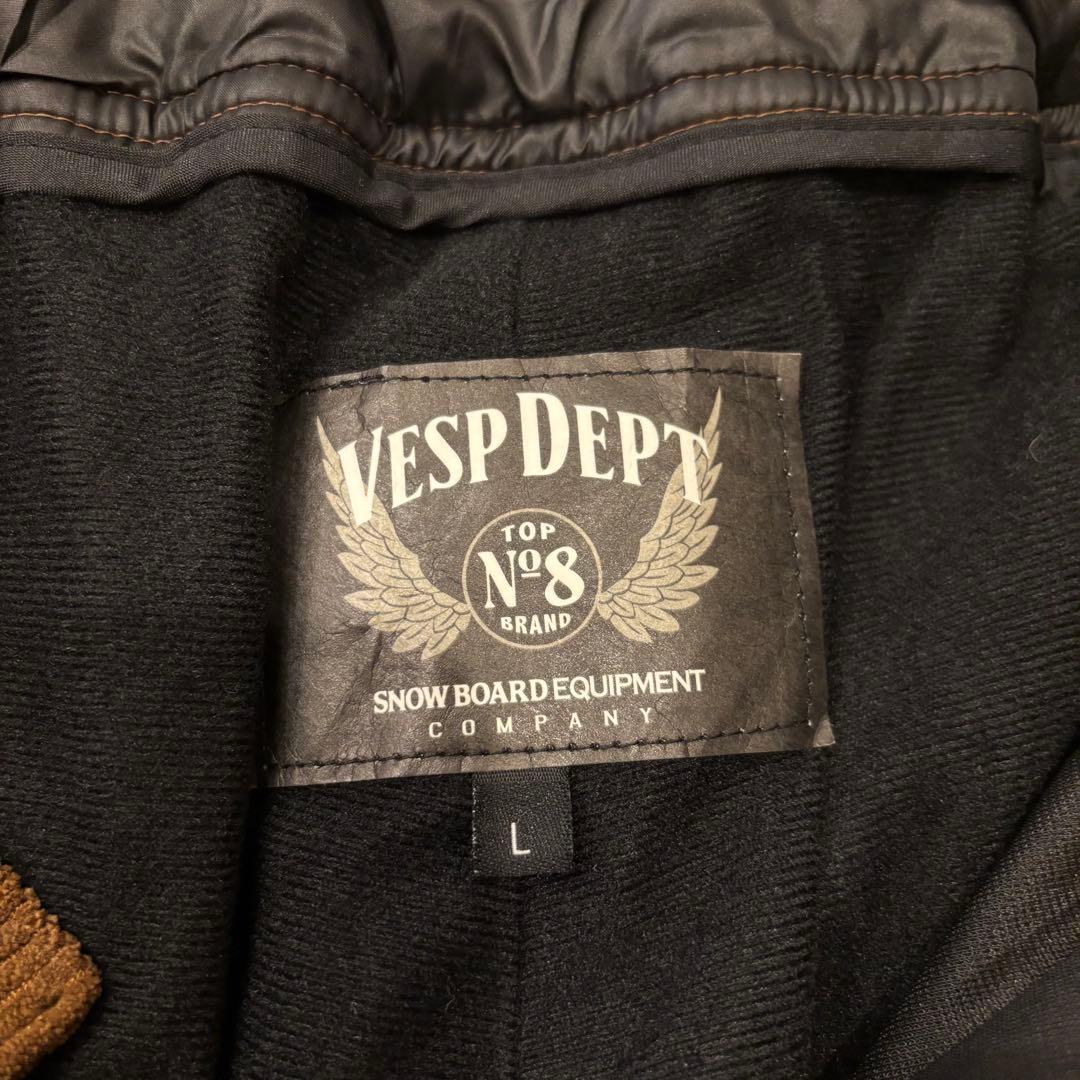 VESP DEPT
TOP
Nº8
BRAND
SNOW BOARD EQUIPMENT
COMPANY
L